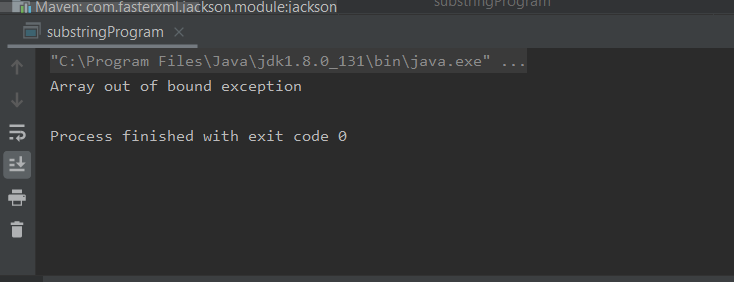 Maven: com.fasterxml.jackson.module:jackson
substringProgram
substringProgram
"C:\Program Files\Java\jdk1.8.0_131\bin\java.exe" ...
Array out of bound exception
Process finished with exit code 0